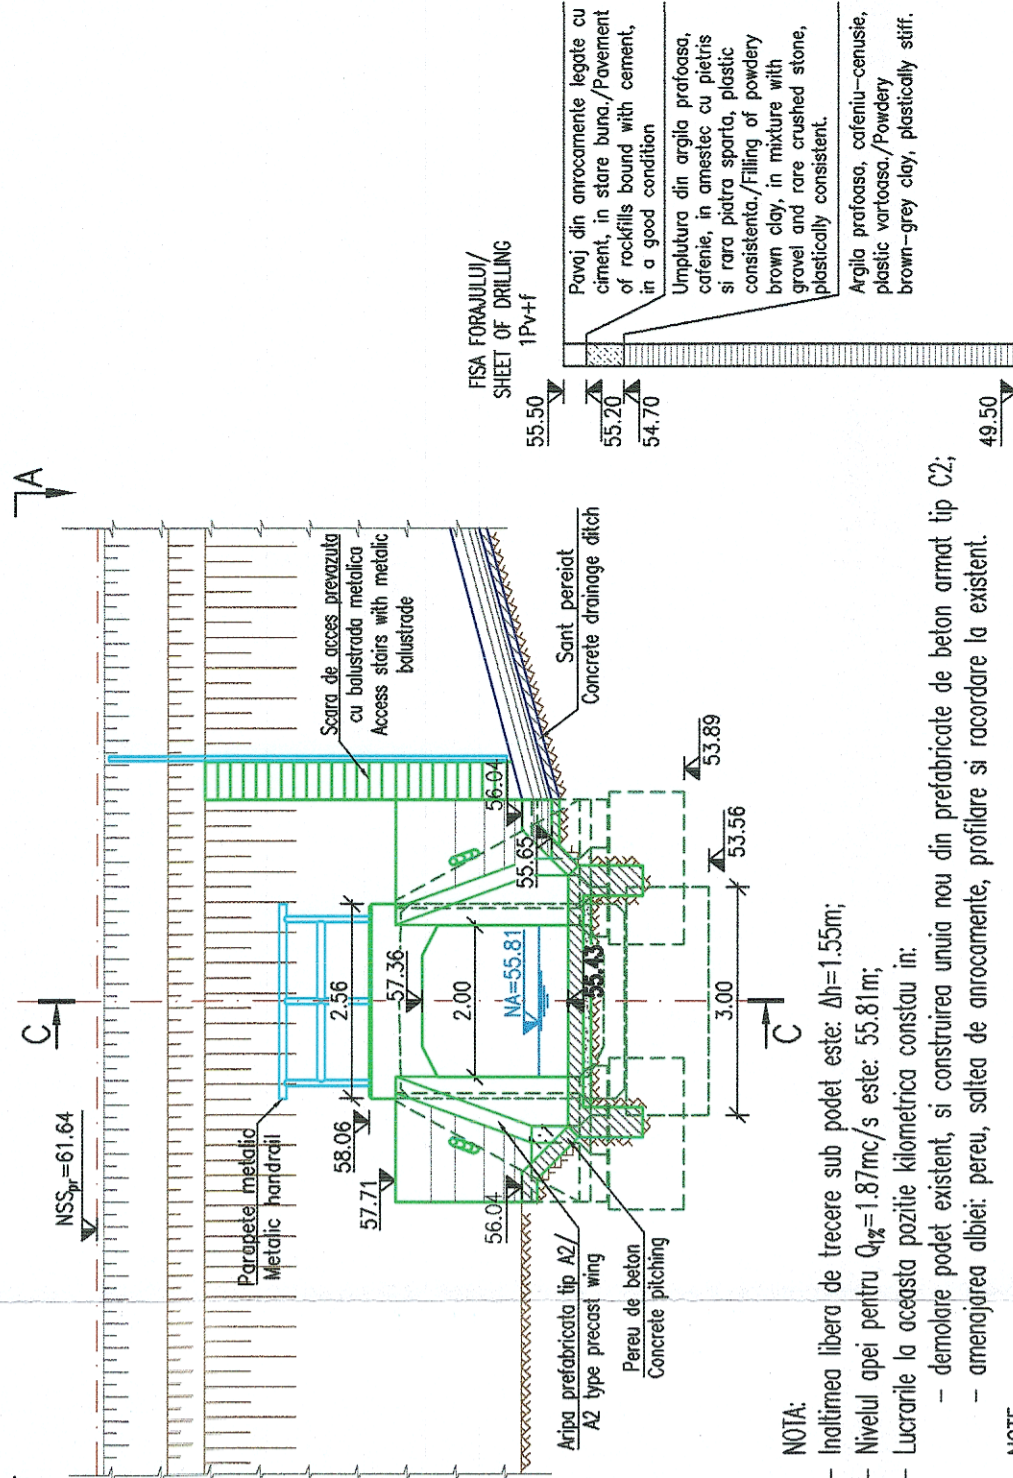 A
C
NSSpr=61.64
Parapete metalic
Metalic handrail
2.56
58.06
57.71
57.36
2.00
NA=55.81
56.04
56.04
55.65
55.43
Scara de acces prevazuta
cu balustrada metalica
Access stairs with metalic
balustrade
Sant pereiat
Concrete drainage ditch
Aripa prefabricata tip A2/
A2 type precast wing
Pereu de beton
Concrete pitching
3.00
53.56
53.89
C
FISA FORAJULUI/
SHEET OF DRILLING
1Pv+f
55.50
55.20
54.70
49.50
Pavaj din anrocamente legate cu
ciment, in stare buna./Pavement
of rockfills bound with cement,
in a good condition
Umplutura din argila prafoasa,
cafenie, in amestec cu pietris
si rara piatra sparta, plastic
consistenta./Filling of powdery
brown clay, in mixture with
gravel and rare crushed stone,
plastically consistent.
Argila prafoasa, cafeniu-cenusie,
plastic vartoasa./Powdery
brown-grey clay, plastically stiff.
NOTA:
- Inaltimea libera de trecere sub podet este: Δh=1.55m;
- Nivelul apei pentru Q1%=1.87mc/s este: 55.81m;
- Lucrarile la aceasta pozitie kilometrica constau in:
- demolare podet existent, si construirea unuia nou din prefabricate de beton armat tip C2;
- amenajarea albiei: pereu, saltea de anrocamente, profilare si racordare la existent.
NOTE